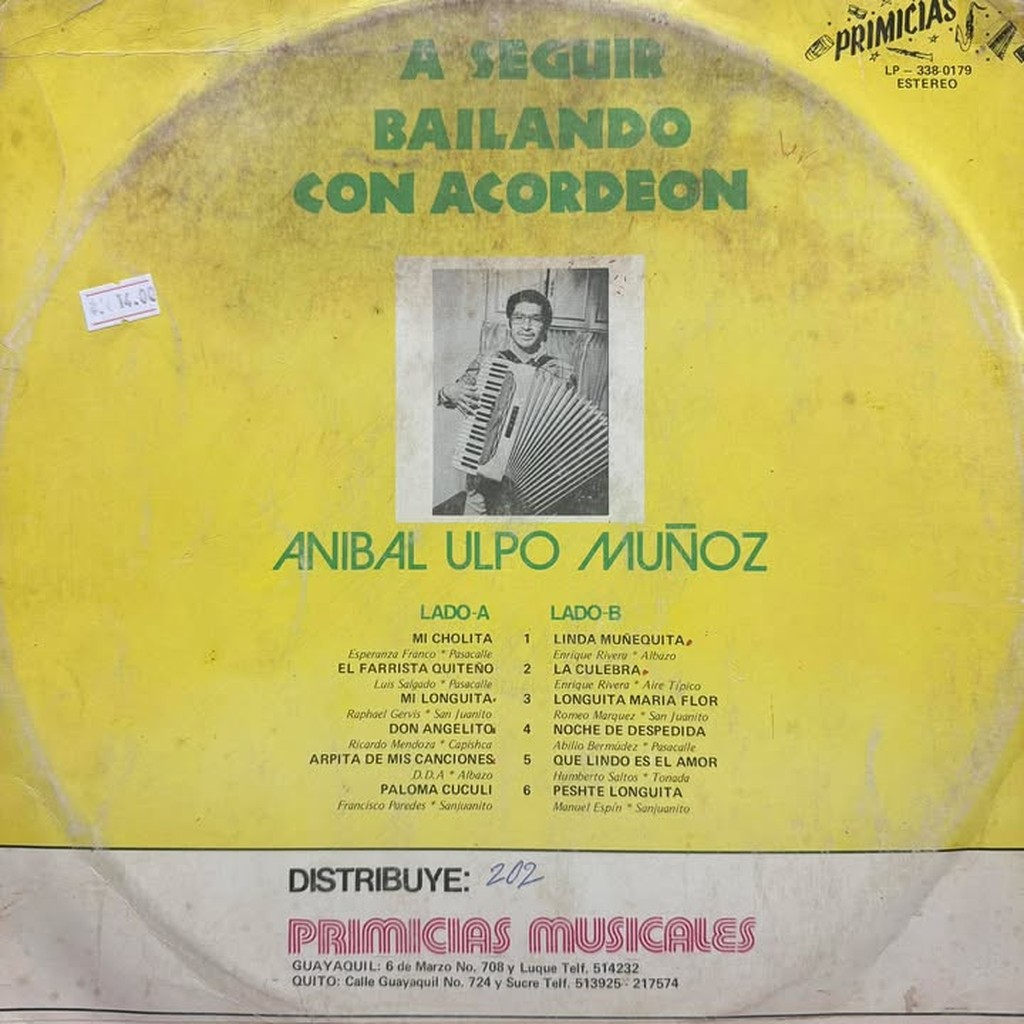 PRIMICIAS
LP - 338-0179
ESTEREO
A SEGUIR
BAILANDO
CON ACORDEON
14.00
ANIBAL ULPO MUÑOZ
LADO-A LADO-B
MI CHOLITA 1 LINDA MUÑEQUITA
Esperanza Franco * Pasacalle Enrique Rivera * Albazo
EL FARRISTA QUITEÑO 2 LA CULEBRA
Luis Salgado * Pasacalle Enrique Rivera * Aire Típico
MI LONGUITA 3 LONGUITA MARIA FLOR
Raphael Gervis * San Juanito Romeo Marquez * San Juanito
DON ANGELITO 4 NOCHE DE DESPEDIDA
Ricardo Mendoza * Capishca Abilio Bermúdez * Pasacalle
ARPITA DE MIS CANCIONES 5 QUE LINDO ES EL AMOR
D.D.A * Albazo Humberto Saltos * Tonada
PALOMA CUCULI 6 PESHTE LONGUITA
Francisco Paredes * Sanjuanito Manuel Espín * Sanjuanito
DISTRIBUYE: 202
PRIMICIAS MUSICALES
GUAYAQUIL: 6 de Marzo No. 708 y Luque Telf. 514232
QUITO: Calle Guayaquil No. 724 y Sucre Telf. 513925 - 217574